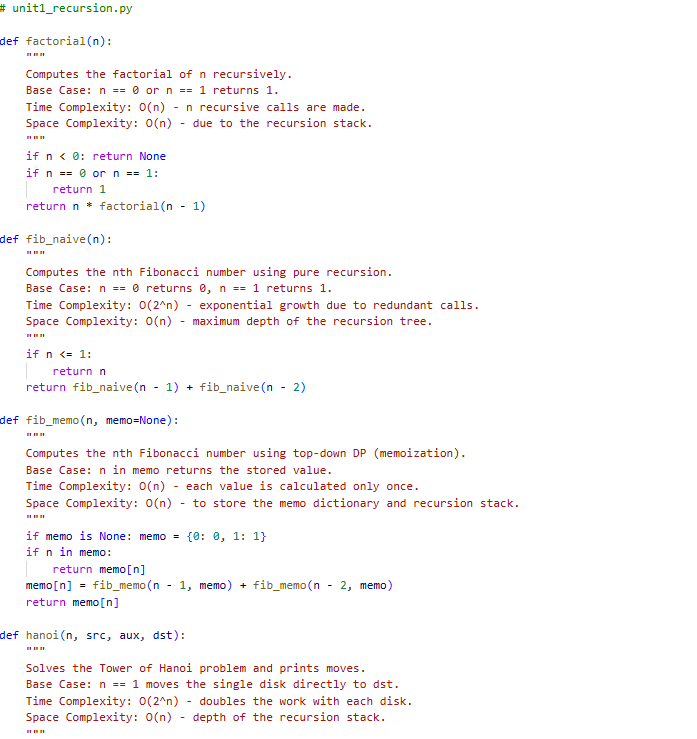 # unit1_recursion.py
def factorial(n):
"""
Computes the factorial of n recursively.
Base Case: n == 0 or n == 1 returns 1.
Time Complexity: O(n) - n recursive calls are made.
Space Complexity: O(n) - due to the recursion stack.
"""
if n < 0: return None
if n == 0 or n == 1:
return 1
return n * factorial(n - 1)
def fib_naive(n):
"""
Computes the nth Fibonacci number using pure recursion.
Base Case: n == 0 returns 0, n == 1 returns 1.
Time Complexity: O(2^n) - exponential growth due to redundant calls.
Space Complexity: O(n) - maximum depth of the recursion tree.
"""
if n <= 1:
return n
return fib_naive(n - 1) + fib_naive(n - 2)
def fib_memo(n, memo=None):
"""
Computes the nth Fibonacci number using top-down DP (memoization).
Base Case: n in memo returns the stored value.
Time Complexity: O(n) - each value is calculated only once.
Space Complexity: O(n) - to store the memo dictionary and recursion stack.
"""
if memo is None: memo = {0: 0, 1: 1}
if n in memo:
return memo[n]
memo[n] = fib_memo(n - 1, memo) + fib_memo(n - 2, memo)
return memo[n]
def hanoi(n, src, aux, dst):
"""
Solves the Tower of Hanoi problem and prints moves.
Base Case: n == 1 moves the single disk directly to dst.
Time Complexity: O(2^n) - doubles the work with each disk.
Space Complexity: O(n) - depth of the recursion stack.
"""